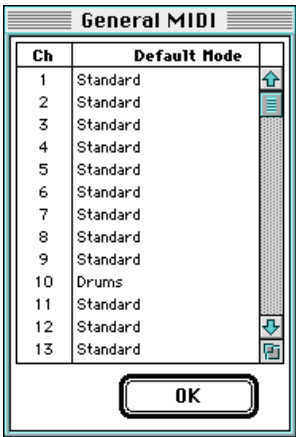 General MIDI
Ch Default Mode
1 Standard
2 Standard
3 Standard
4 Standard
5 Standard
6 Standard
7 Standard
8 Standard
9 Standard
10 Drums
11 Standard
12 Standard
13 Standard
OK